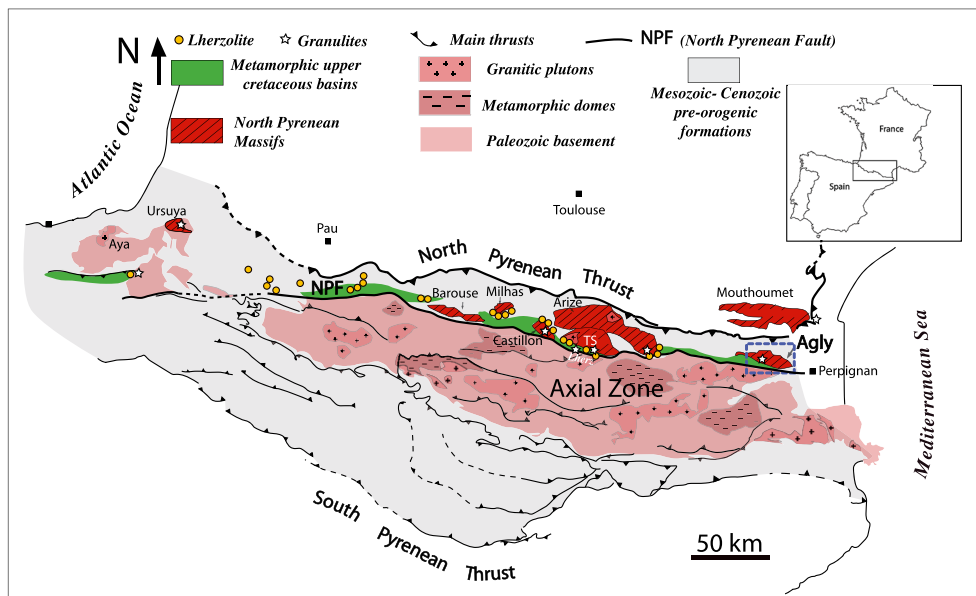 N
Lherzolite
Granulites
Main thrusts
NPF (North Pyrenean Fault)
Metamorphic upper
cretaceous basins
Granitic plutons
Metamorphic domes
Mesozoic- Cenozoic
pre-orogenic
formations
North Pyrenean
Massifs
Paleozoic basement
France
Spain
Atlantic Ocean
Ursuya
Aya
Pau
Toulouse
North Pyrenean Thrust
NPF
Barouse
Milhas
Arize
Mouthoumet
Castillon
TS
Agly
Perpignan
Axial Zone
Mediterranean Sea
South Pyrenean Thrust
50 km